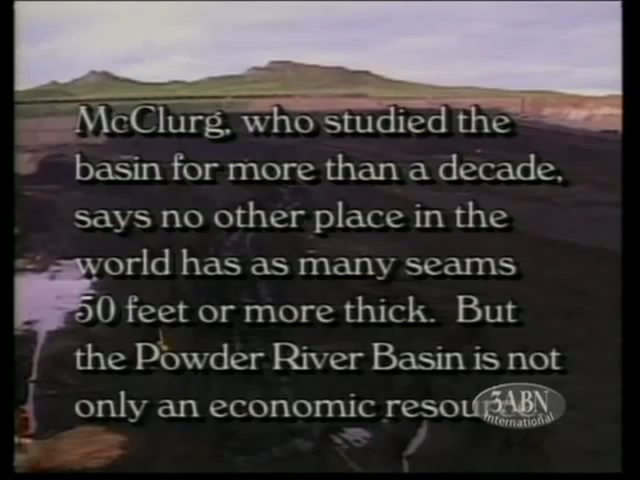 McClurg, who studied the
basin for more than a decade,
says no other place in the
world has as many seams
50 feet or more thick. But
the Powder River Basin is not
only an economic
3ABN
International